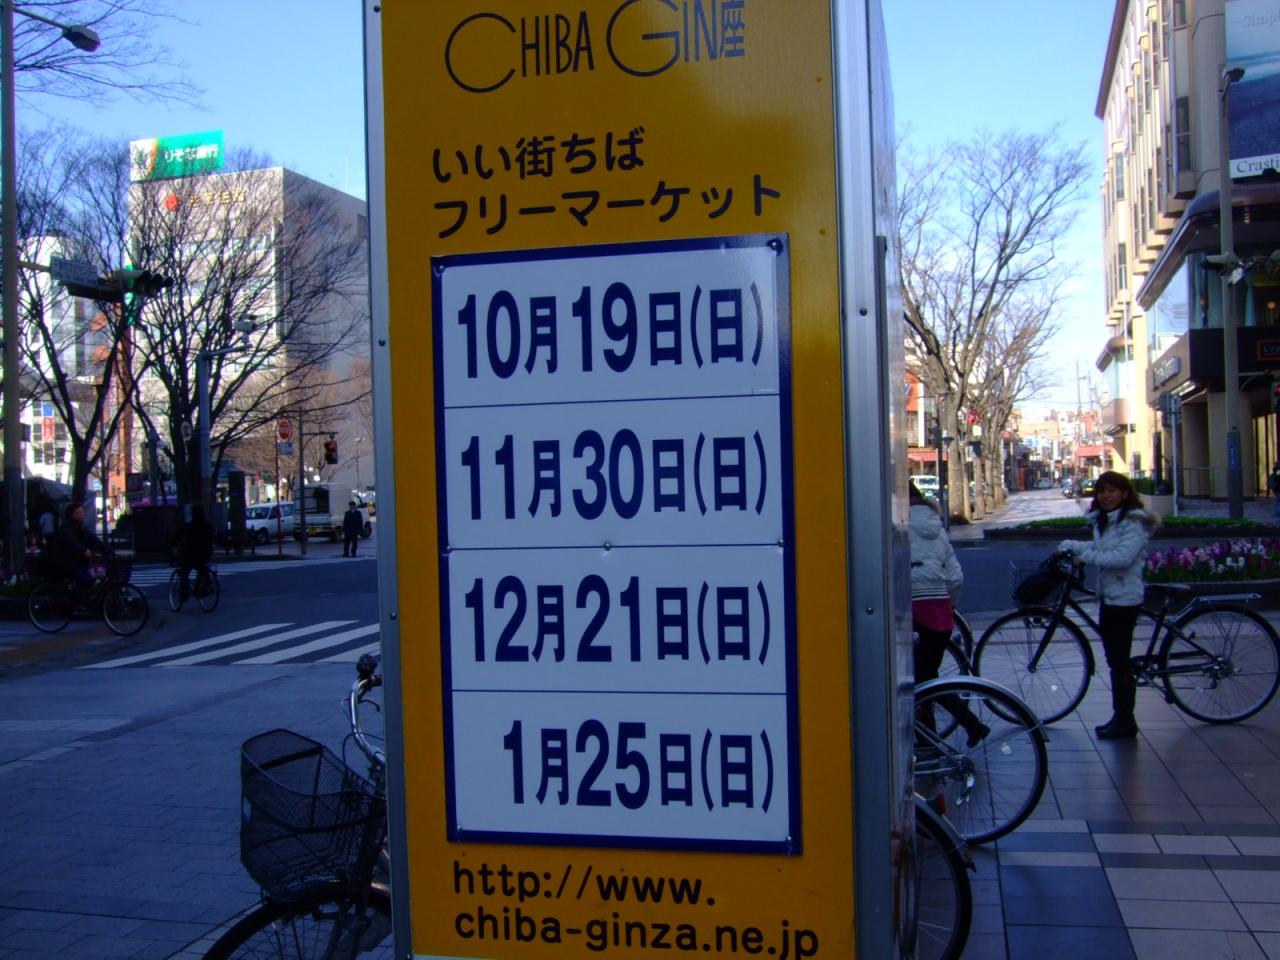 CHIBA GIN座
いい街ちば
フリーマーケット
10月19日(日)
11月30日(日)
12月21日(日)
1月25日(日)
http://www.
chiba-ginza.ne.jp
りそな銀行